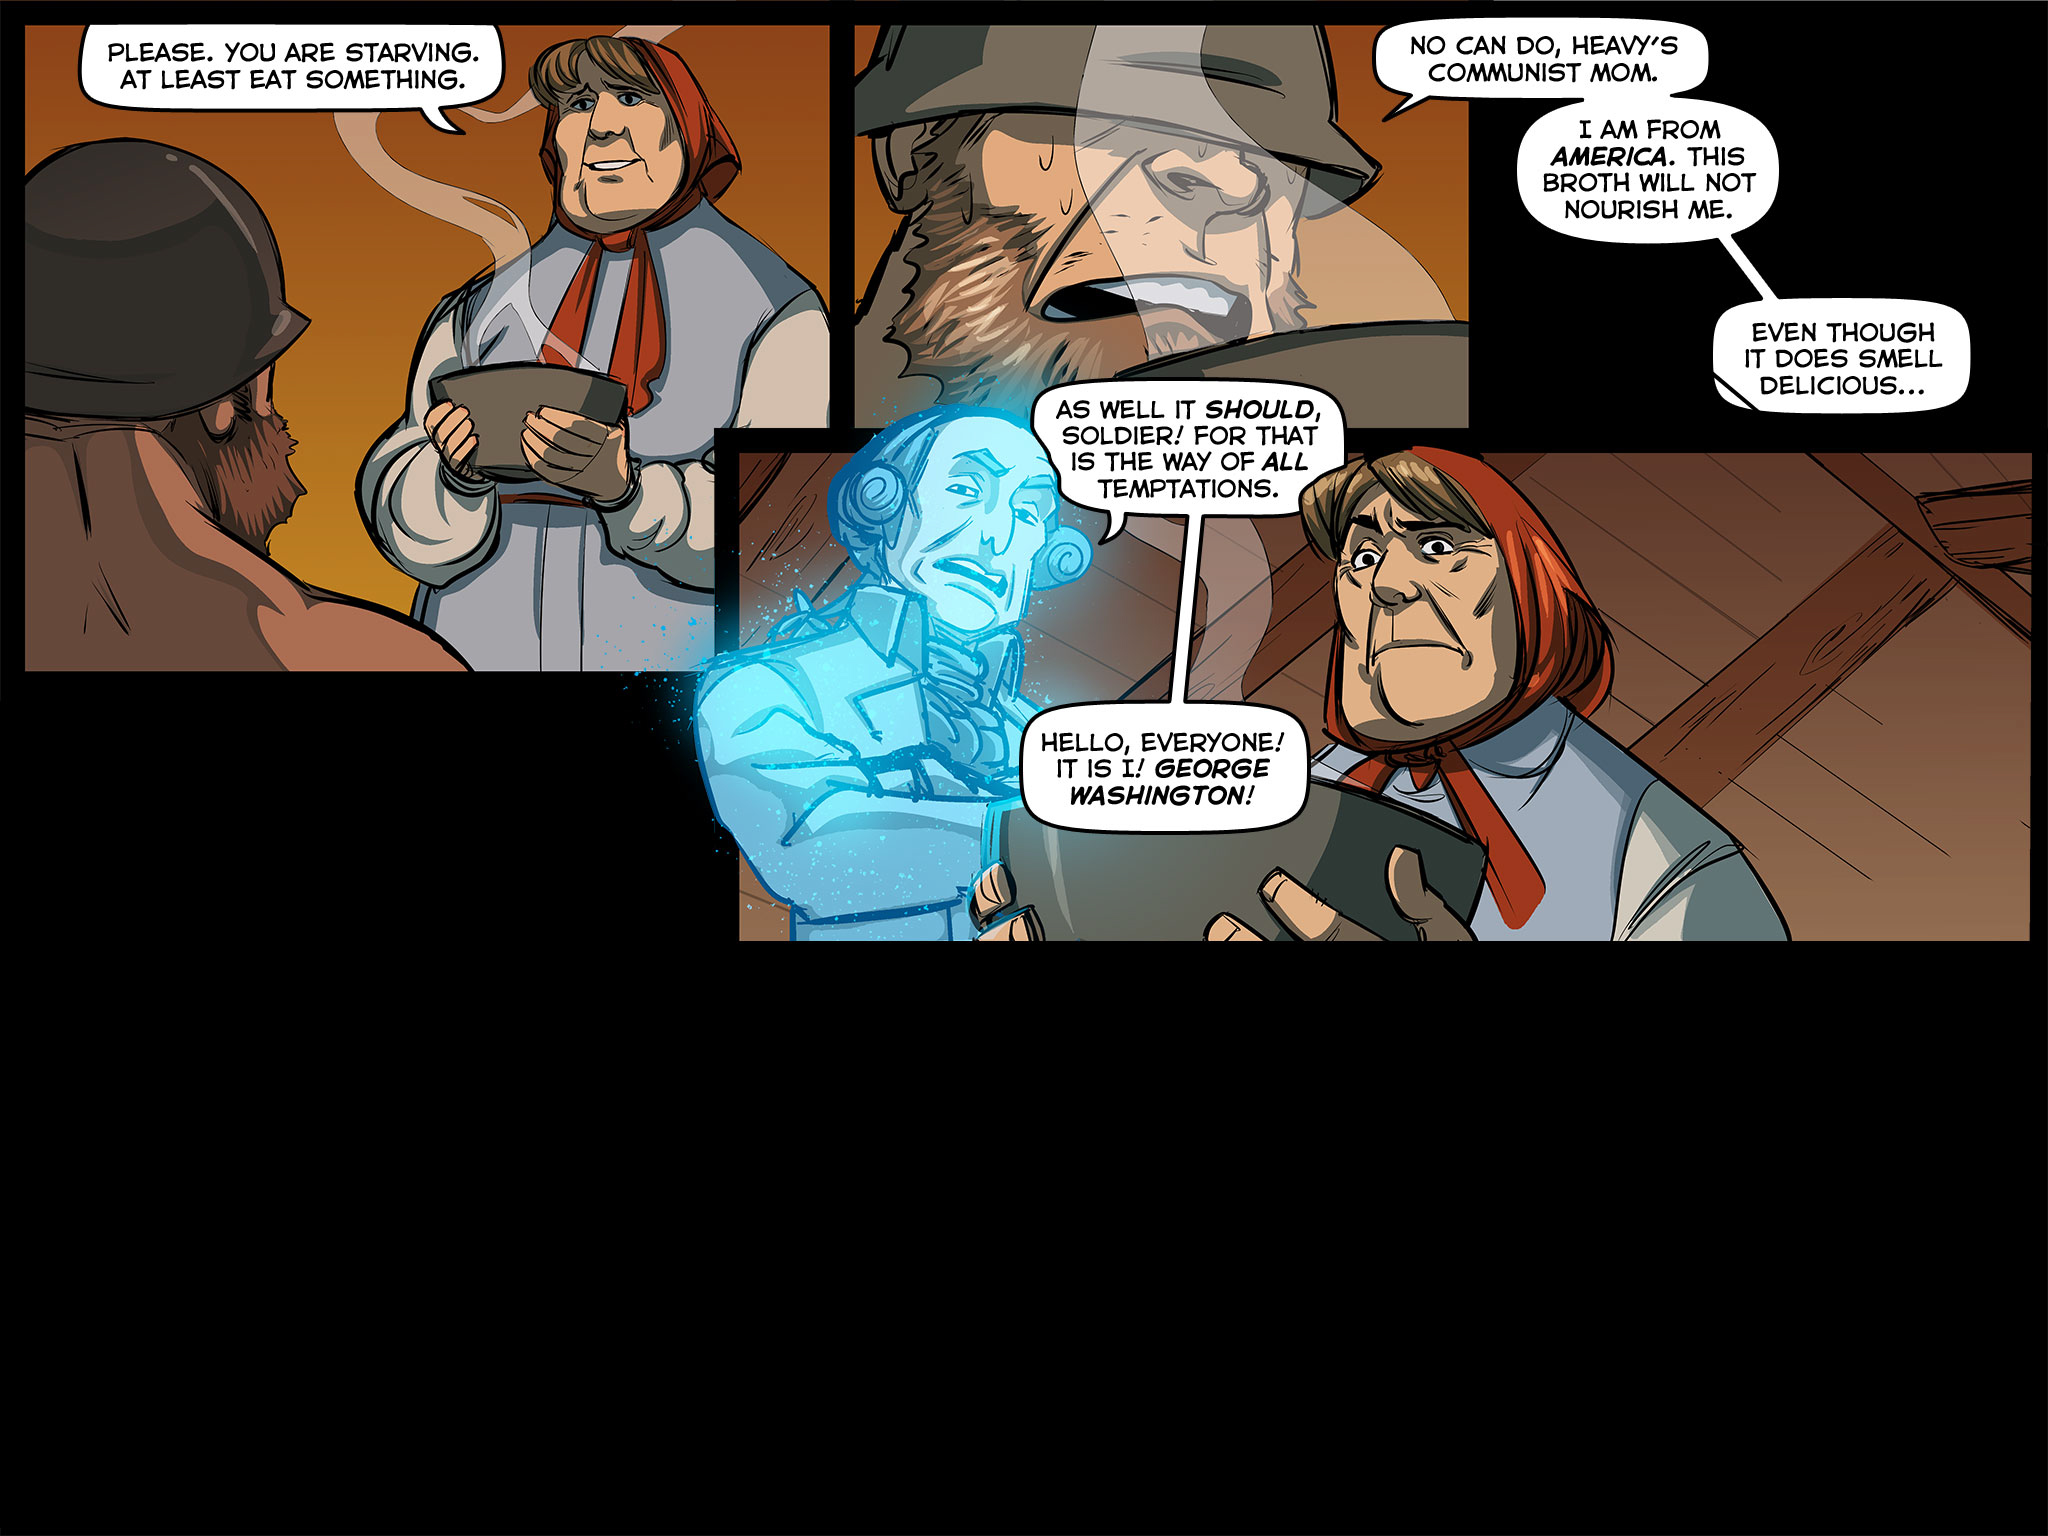 PLEASE. YOU ARE STARVING.
AT LEAST EAT SOMETHING.
NO CAN DO, HEAVY'S
COMMUNIST MOM.
I AM FROM
AMERICA. THIS
BROTH WILL NOT
NOURISH ME.
EVEN THOUGH
IT DOES SMELL
DELICIOUS...
AS WELL IT SHOULD,
SOLDIER! FOR THAT
IS THE WAY OF ALL
TEMPTATIONS.
HELLO, EVERYONE!
IT IS I! GEORGE
WASHINGTON!